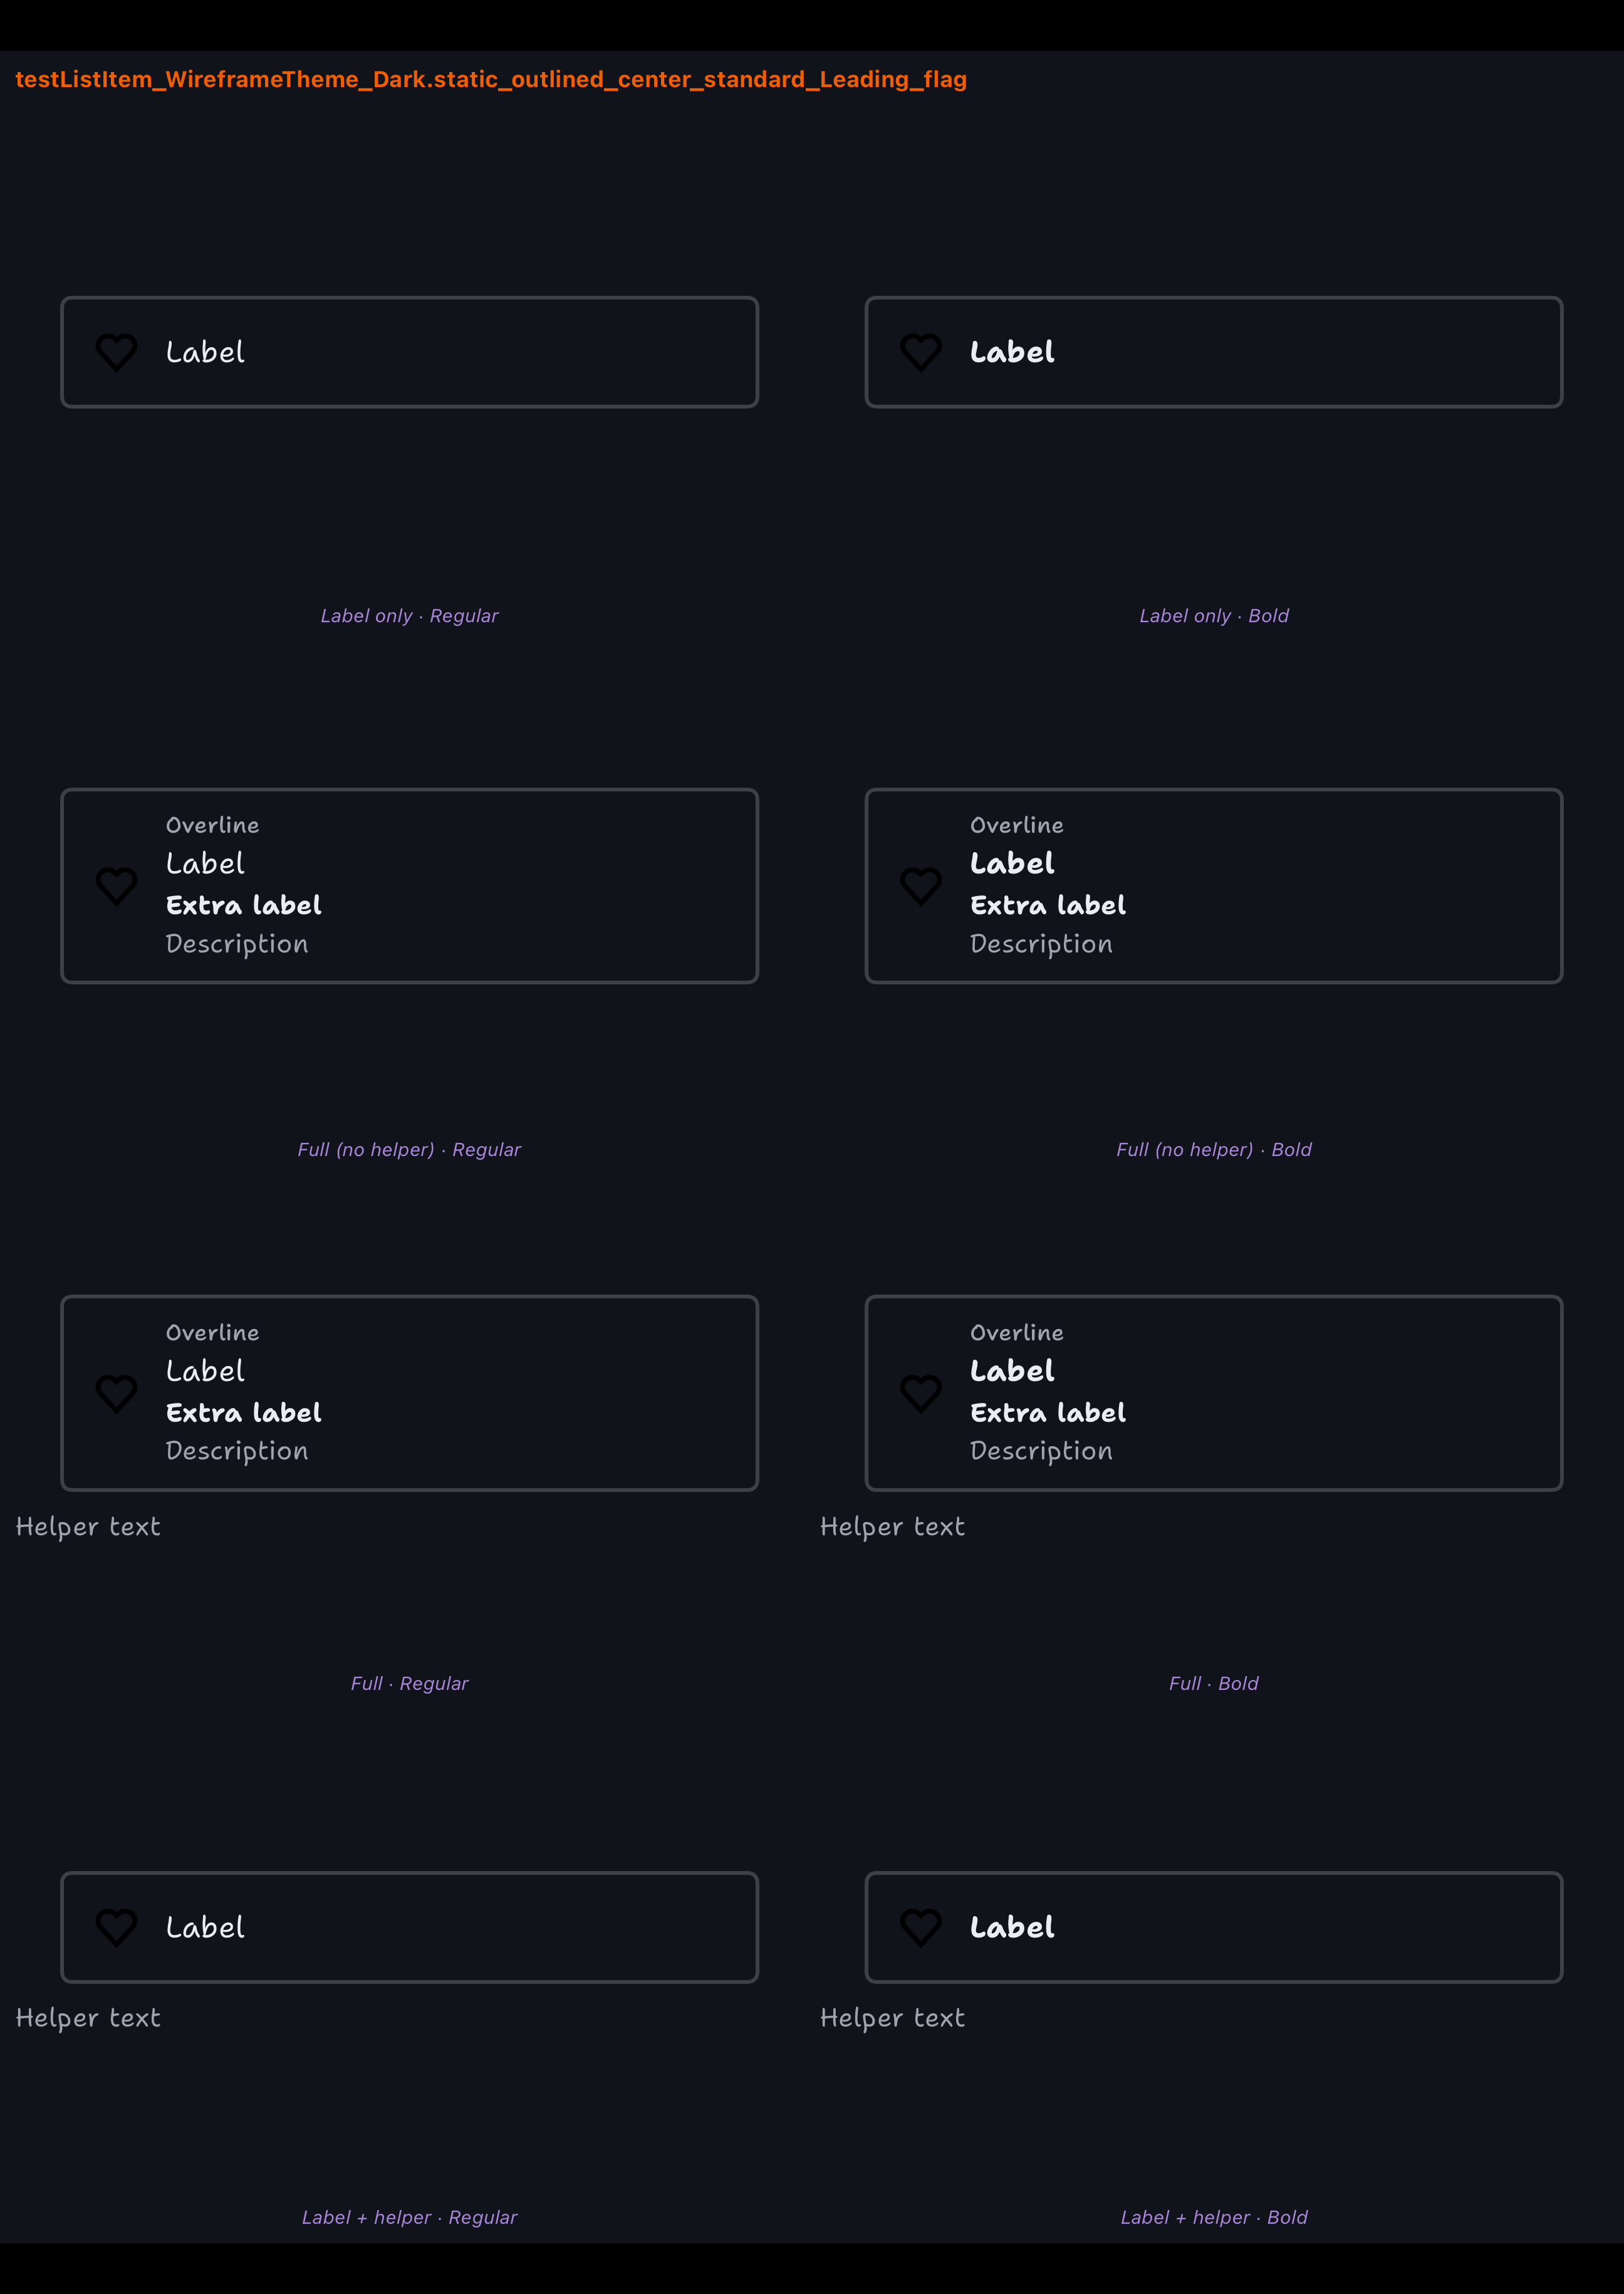 testListItem_WireframeTheme_Dark.static_outlined_center_standard_Leading_flag
Label
Label
Label only · Regular
Label only · Bold
Overline
Label
Extra label
Description
Overline
Label
Extra label
Description
Full (no helper) · Regular
Full (no helper) · Bold
Overline
Label
Extra label
Description
Helper text
Overline
Label
Extra label
Description
Helper text
Full · Regular
Full · Bold
Label
Helper text
Label
Helper text
Label + helper · Regular
Label + helper · Bold